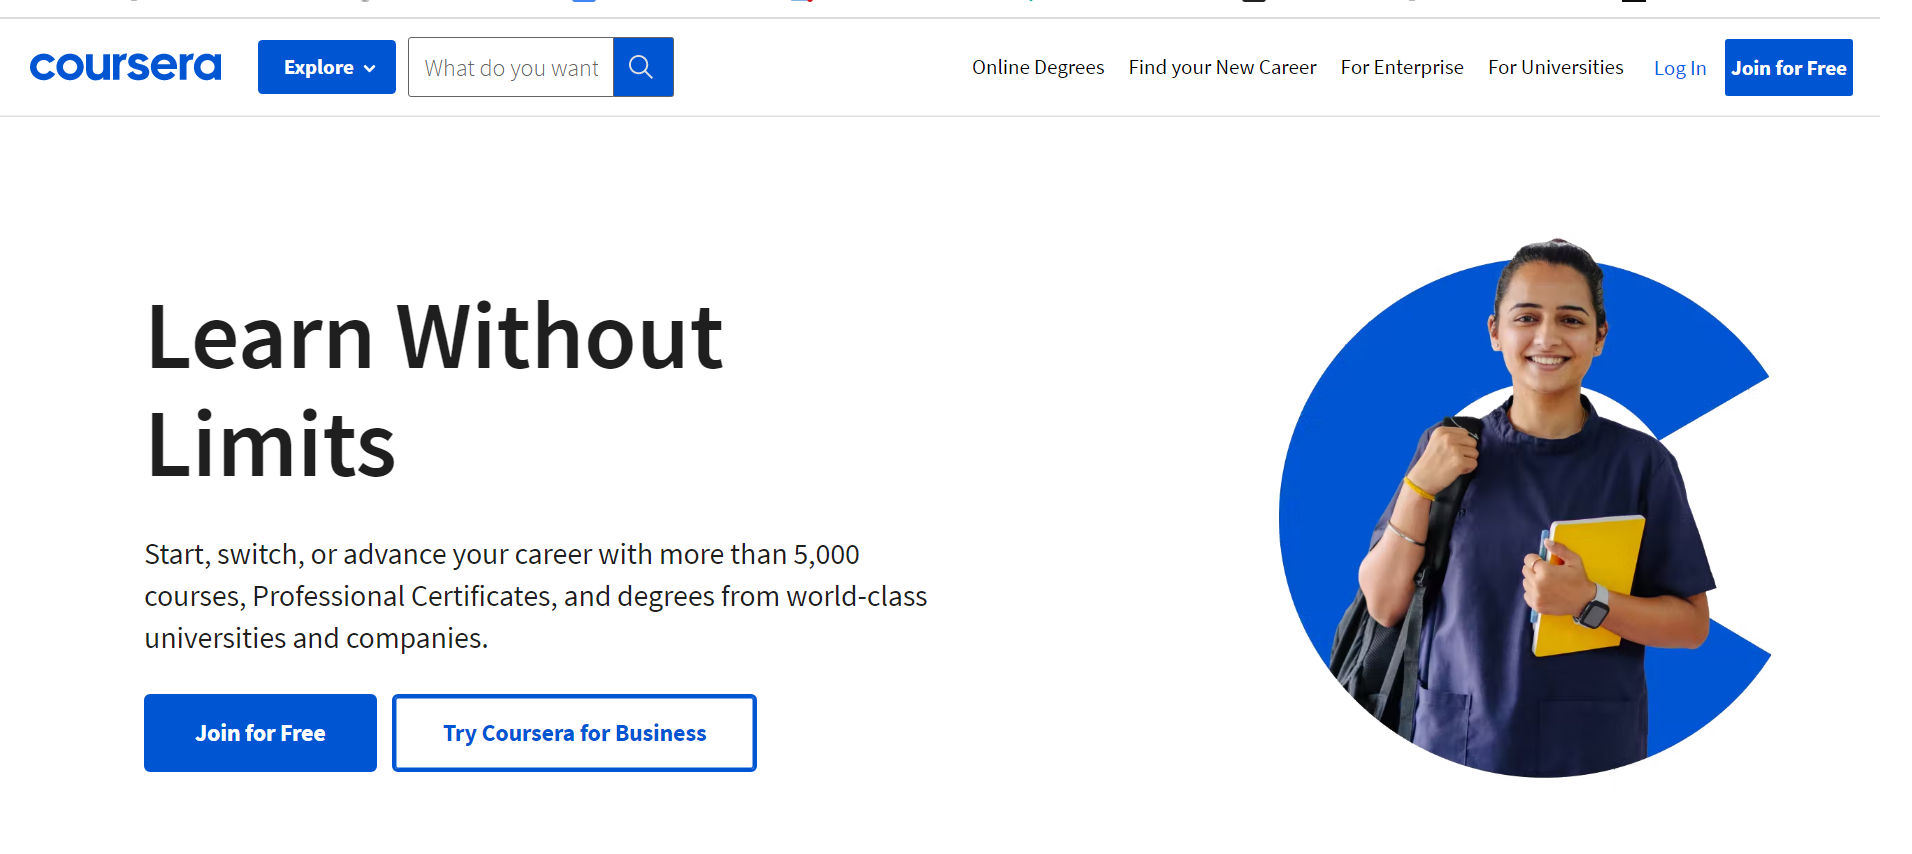 coursera
Explore
What do you want
Online Degrees
Find your New Career
For Enterprise
For Universities
Log In
Join for Free
Learn Without
Limits
Start, switch, or advance your career with more than 5,000
courses, Professional Certificates, and degrees from world-class
universities and companies.
Join for Free
Try Coursera for Business